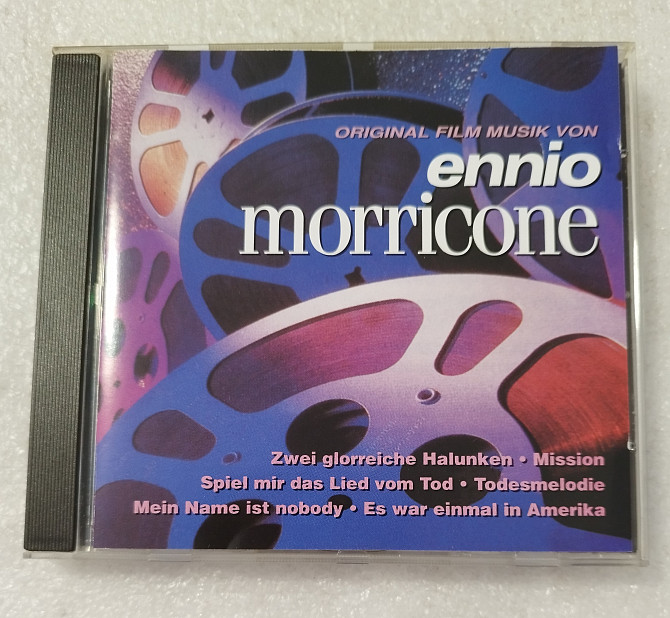 ORIGINAL FILM MUSIK VON
ennio
morricone
Zwei glorreiche Halunken • Mission
Spiel mir das Lied vom Tod • Todesmelodie
Mein Name ist nobody • Es war einmal in Amerika